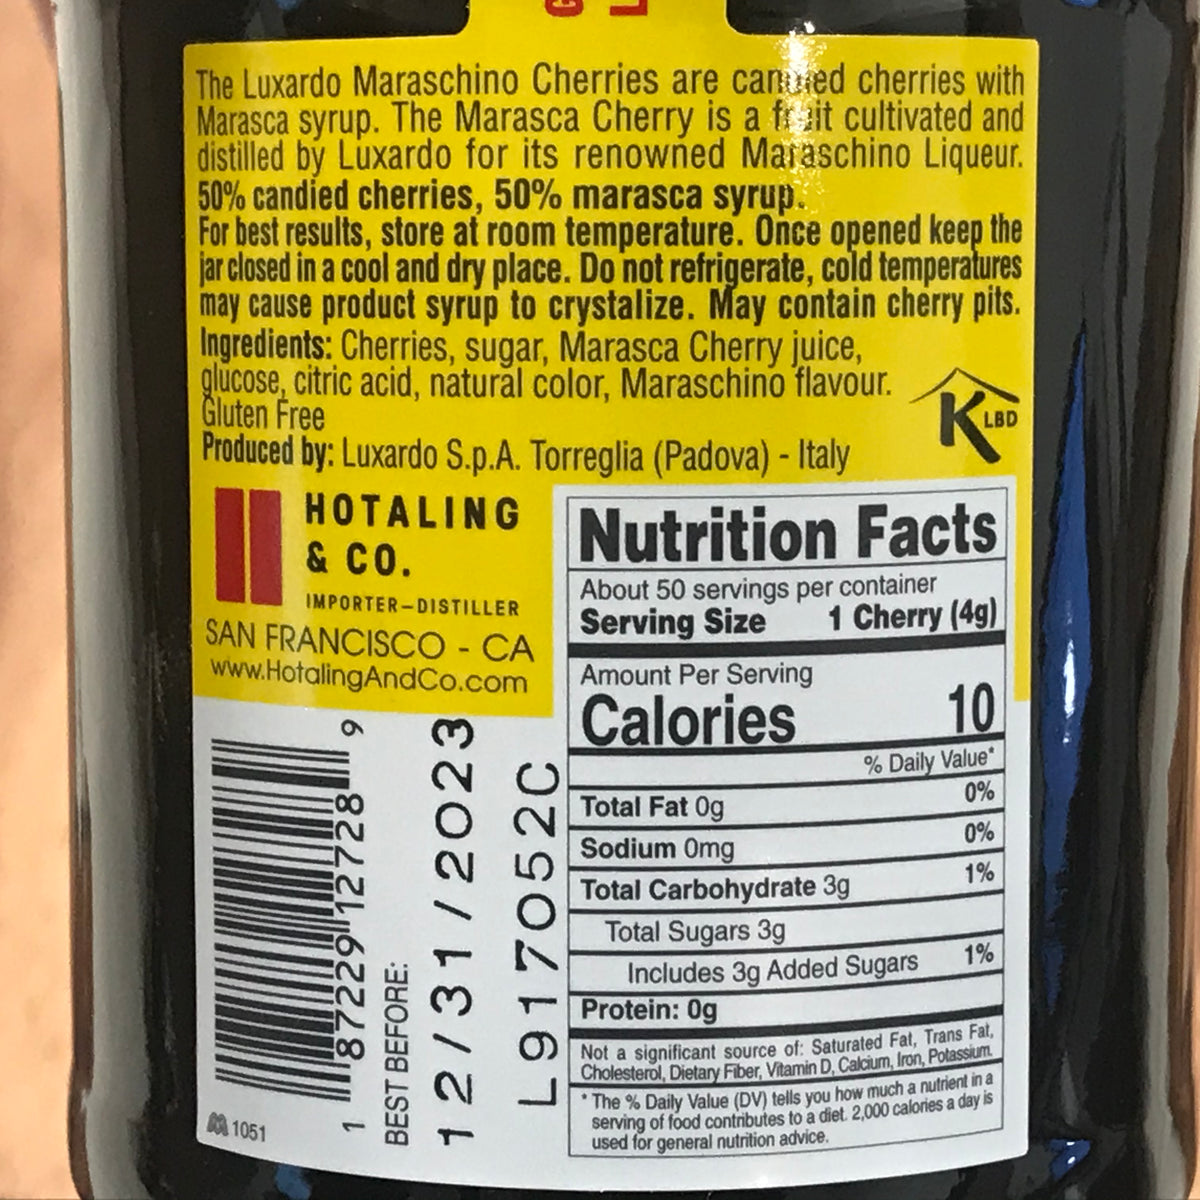 The Luxardo Maraschino Cherries are candied cherries with
Marasca syrup. The Marasca Cherry is a fruit cultivated and
distilled by Luxardo for its renowned Maraschino Liqueur.
50% candied cherries, 50% marasca syrup.
For best results, store at room temperature. Once opened keep the
jar closed in a cool and dry place. Do not refrigerate, cold temperatures
may cause product syrup to crystalize. May contain cherry pits.
Ingredients: Cherries, sugar, Marasca Cherry juice,
glucose, citric acid, natural color, Maraschino flavour.
Gluten Free
Produced by: Luxardo S.p.A. Torreglia (Padova) - Italy
K LBD
HOTALING
& CO.
IMPORTER-DISTILLER
SAN FRANCISCO - CA
www.HotalingAndCo.com
1 87229 12728 9
M 1051
BEST BEFORE:
12/31/2023
L917052C
Nutrition Facts
About 50 servings per container
Serving Size 1 Cherry (4g)
Amount Per Serving
Calories 10
% Daily Value*
Total Fat 0g 0%
Sodium 0mg 0%
Total Carbohydrate 3g 1%
Total Sugars 3g
Includes 3g Added Sugars 1%
Protein: 0g
Not a significant source of: Saturated Fat, Trans Fat,
Cholesterol, Dietary Fiber, Vitamin D, Calcium, Iron, Potassium.
* The % Daily Value (DV) tells you how much a nutrient in a
serving of food contributes to a diet. 2,000 calories a day is
used for general nutrition advice.